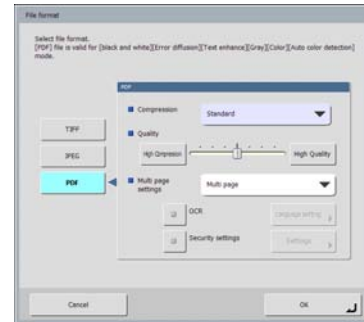 File format
Select file format.
[PDF] file is valid for [black and white][Error diffusion][Text enhance][Gray][Color][Auto color detection] mode.
PDF
Compression
Standard
Quality
High Compression
High Quality
TIFF
JPEG
PDF
Multi page settings
Multi page
OCR
Language setting
Security settings
Settings
Cancel
OK